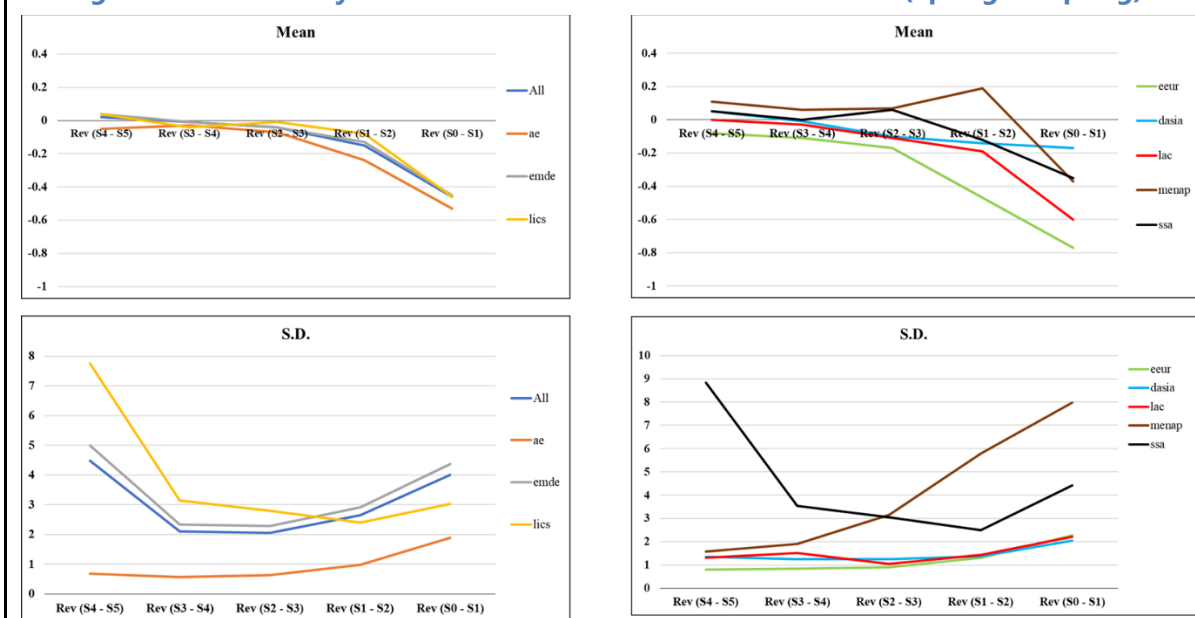 Mean
0.4
0.2
0
-0.2
-0.4
-0.6
-0.8
-1
Rev (S4 - S5) Rev (S3 - S4) Rev (S2 - S3) Rev (S1 - S2) Rev (S0 - S1)
All
ae
emde
lics
Mean
0.4
0.2
0
-0.2
-0.4
-0.6
-0.8
-1
Rev (S4 - S5) Rev (S3 - S4) Rev (S2 - S3) Rev (S1 - S2) Rev (S0 - S1)
eeur
dasia
lac
menap
ssa
S.D.
8
7
6
5
4
3
2
1
0
Rev (S4 - S5) Rev (S3 - S4) Rev (S2 - S3) Rev (S1 - S2) Rev (S0 - S1)
All
ae
emde
lics
S.D.
10
9
8
7
6
5
4
3
2
1
0
Rev (S4 - S5) Rev (S3 - S4) Rev (S2 - S3) Rev (S1 - S2) Rev (S0 - S1)
eeur
dasia
lac
menap
ssa